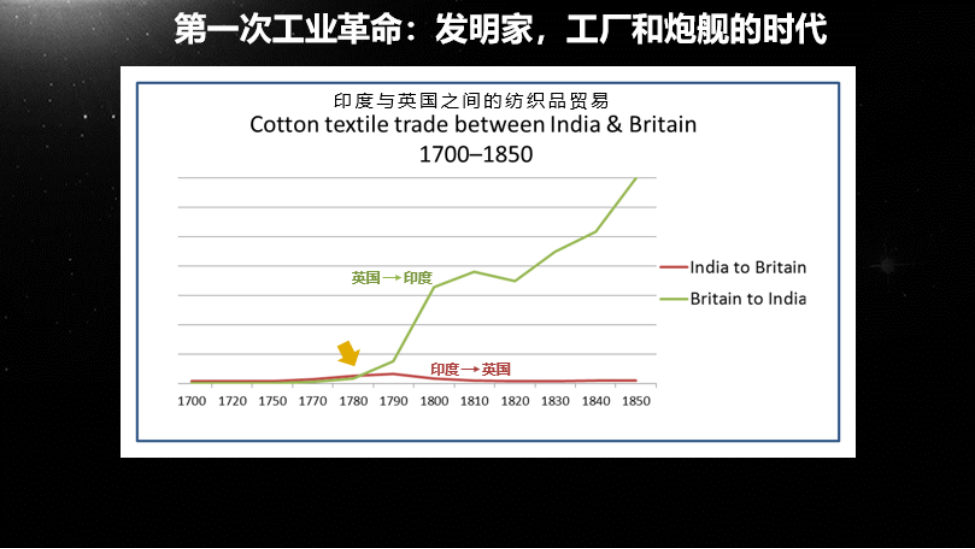 第一次工业革命：发明家，工厂和炮舰的时代
印度与英国之间的纺织品贸易
Cotton textile trade between India & Britain
1700–1850
英国→印度
India to Britain
Britain to India
印度→英国
1700 1720 1750 1770 1780 1790 1800 1810 1820 1830 1840 1850